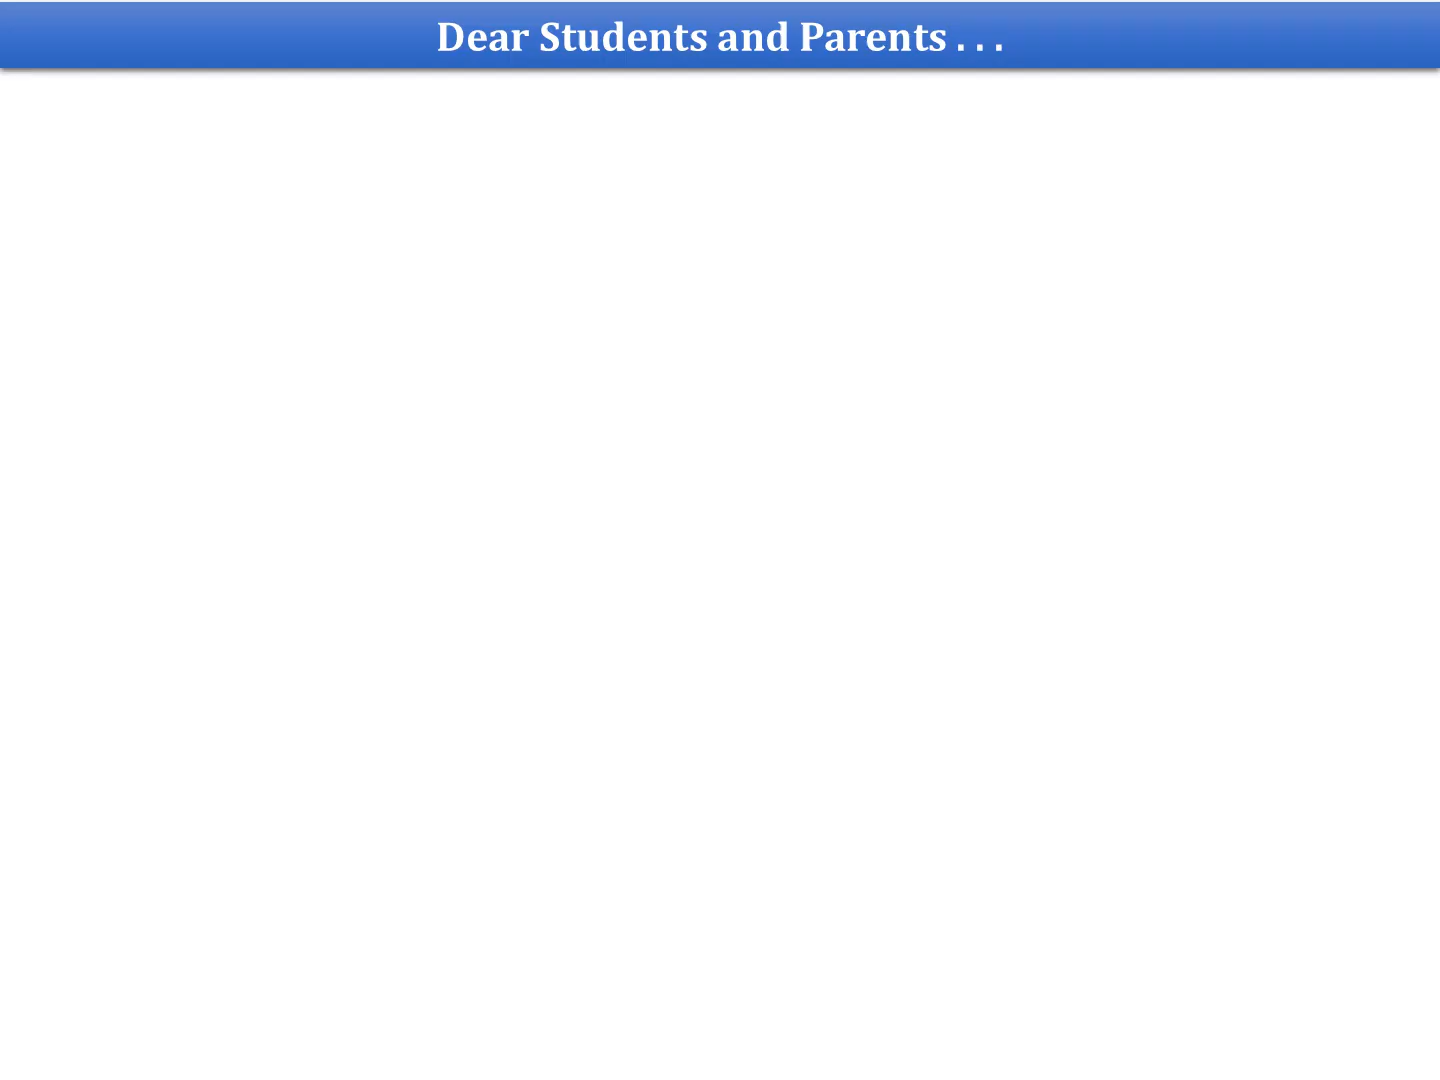 Dear Students and Parents . . .